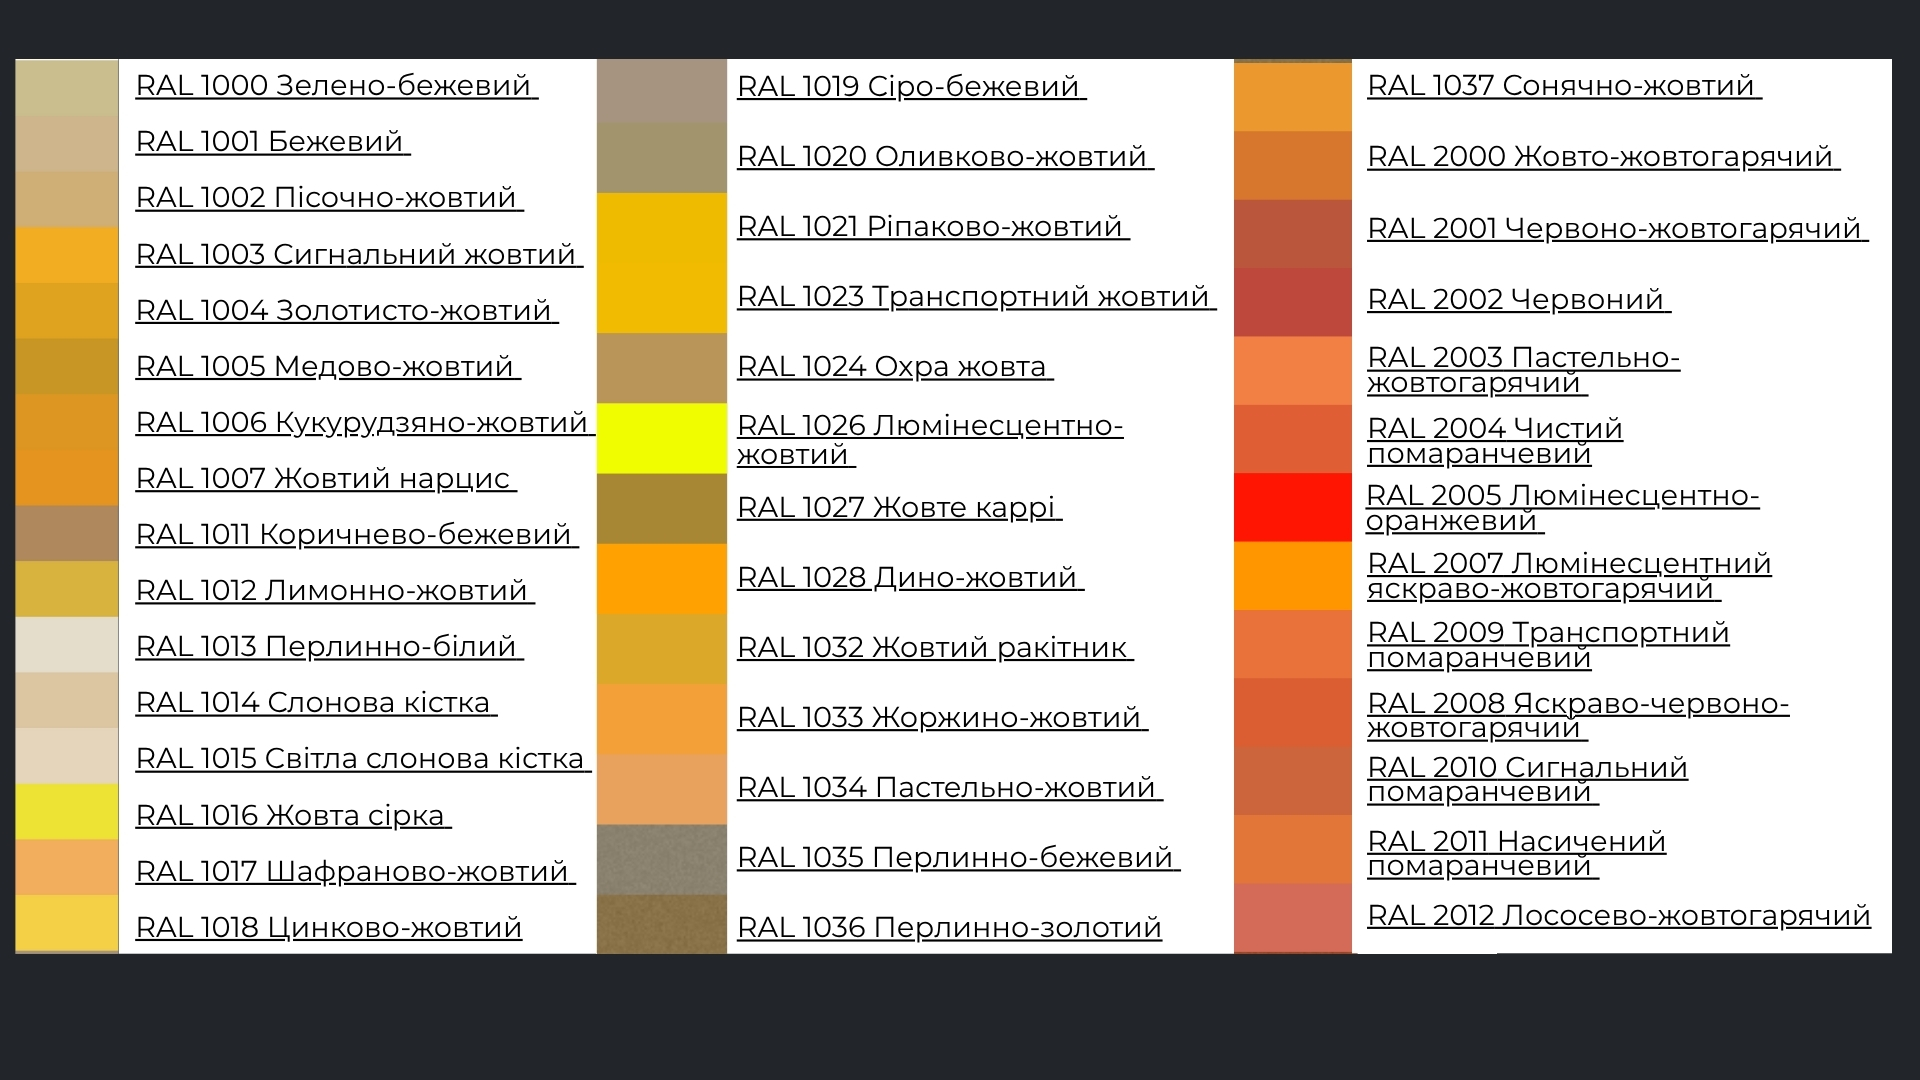 RAL 1000 Зелено-бежевий
RAL 1001 Бежевий
RAL 1002 Пісочно-жовтий
RAL 1003 Сигнальний жовтий
RAL 1004 Золотисто-жовтий
RAL 1005 Медово-жовтий
RAL 1006 Кукурудзяно-жовтий
RAL 1007 Жовтий нарцис
RAL 1011 Коричнево-бежевий
RAL 1012 Лимонно-жовтий
RAL 1013 Перлинно-білий
RAL 1014 Слонова кістка
RAL 1015 Світла слонова кістка
RAL 1016 Жовта сірка
RAL 1017 Шафраново-жовтий
RAL 1018 Цинково-жовтий
RAL 1019 Сіро-бежевий
RAL 1020 Оливково-жовтий
RAL 1021 Ріпаково-жовтий
RAL 1023 Транспортний жовтий
RAL 1024 Охра жовта
RAL 1026 Люмінесцентно-
жовтий
RAL 1027 Жовте каррі
RAL 1028 Дино-жовтий
RAL 1032 Жовтий ракітник
RAL 1033 Жоржино-жовтий
RAL 1034 Пастельно-жовтий
RAL 1035 Перлинно-бежевий
RAL 1036 Перлинно-золотий
RAL 1037 Сонячно-жовтий
RAL 2000 Жовто-жовтогарячий
RAL 2001 Червоно-жовтогарячий
RAL 2002 Червоний
RAL 2003 Пастельно-
жовтогарячий
RAL 2004 Чистий
помаранчевий
RAL 2005 Люмінесцентно-
оранжевий
RAL 2007 Люмінесцентний
яскраво-жовтогарячий
RAL 2009 Транспортний
помаранчевий
RAL 2008 Яскраво-червоно-
жовтогарячий
RAL 2010 Сигнальний
помаранчевий
RAL 2011 Насичений
помаранчевий
RAL 2012 Лососево-жовтогарячий